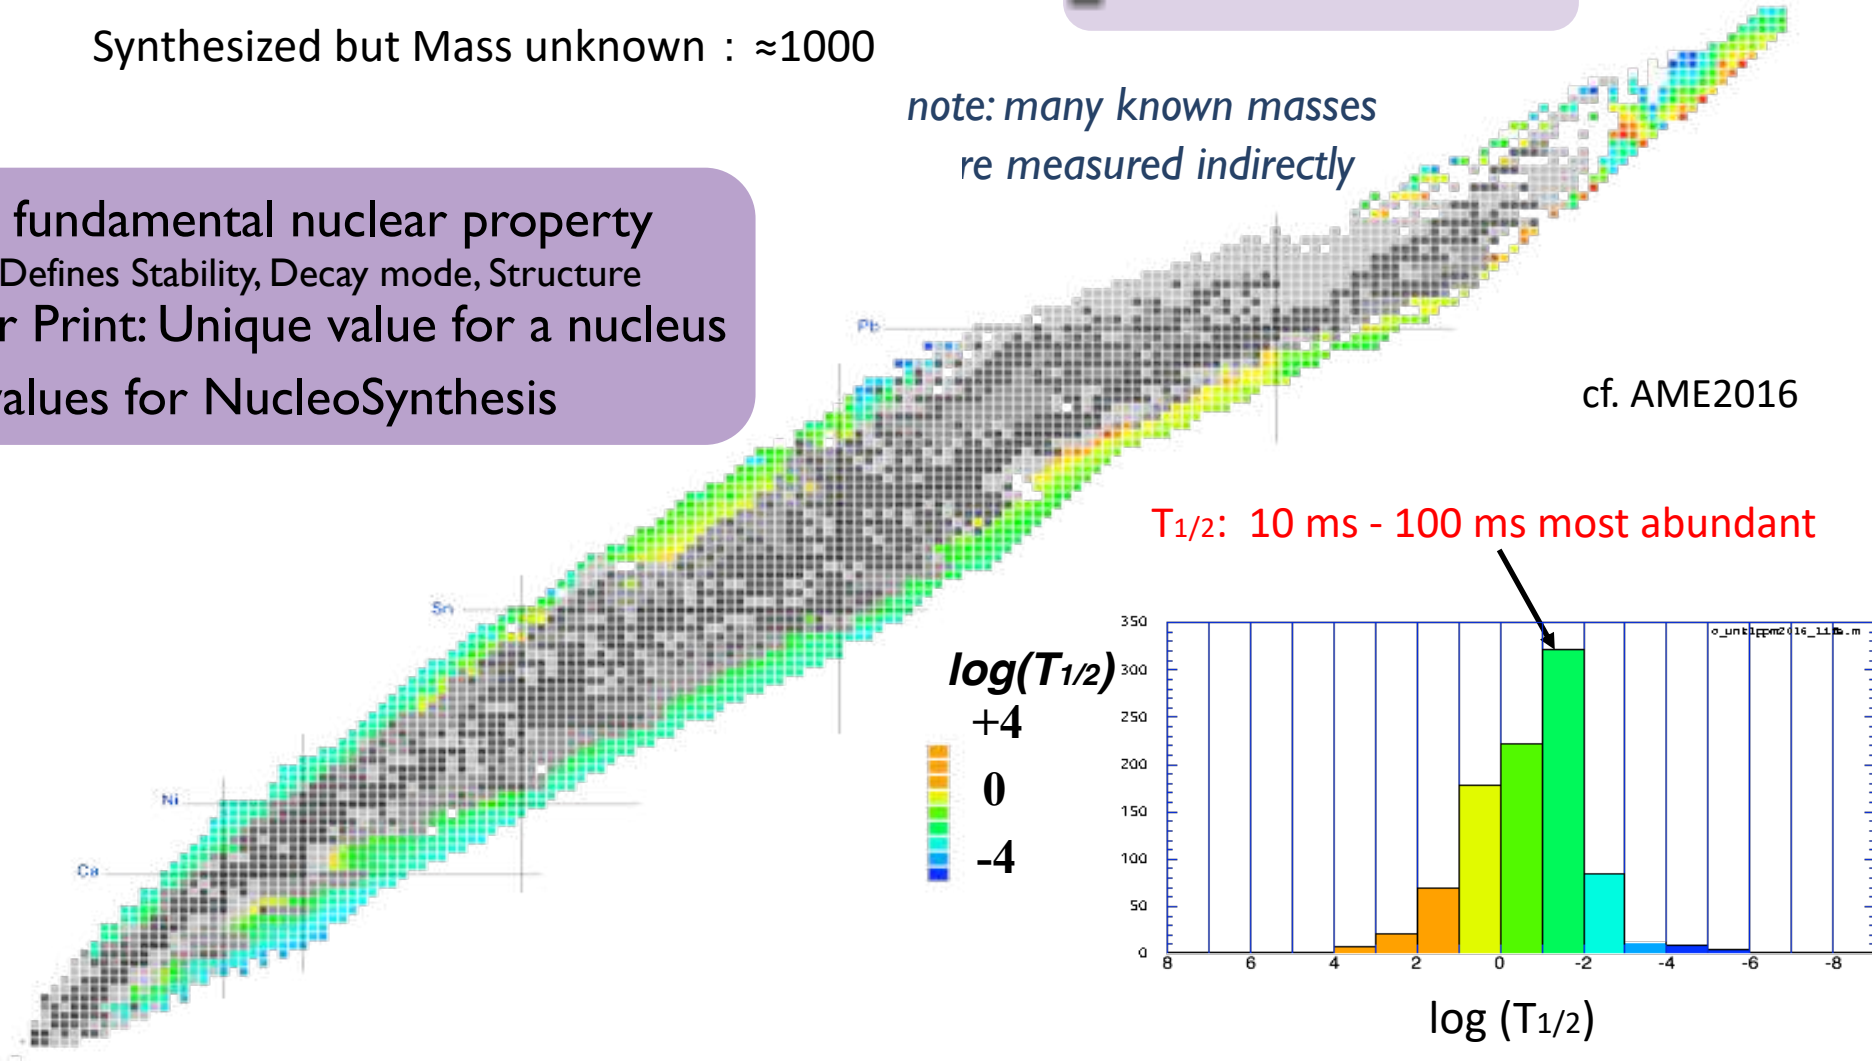 Synthesized but Mass unknown : ≈1000
note: many known masses
re measured indirectly
fundamental nuclear property
Defines Stability, Decay mode, Structure
r Print: Unique value for a nucleus
alues for NucleoSynthesis
Pb
cf. AME2016
T1/2: 10 ms - 100 ms most abundant
Sn
Ni
Ca
log(T1/2)
+4
0
-4
350
300
250
200
150
100
50
0
8 6 4 2 0 -2 -4 -6 -8
log (T1/2)